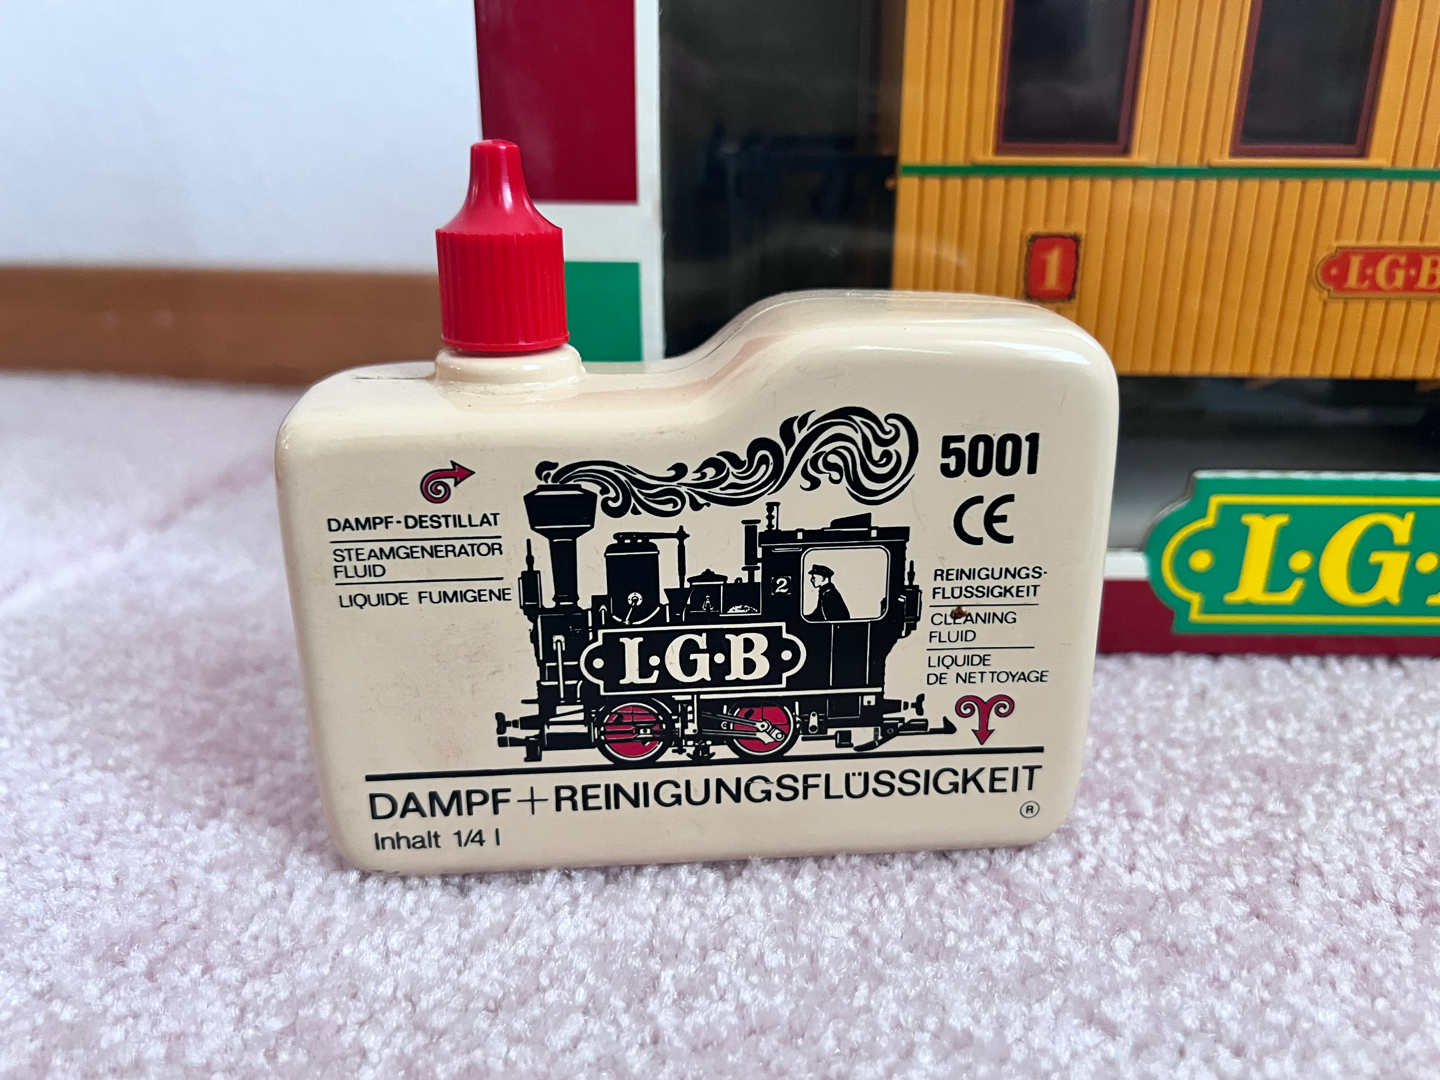 1
L·G·B
5001
CE
DAMPF-DESTILLAT
STEAMGENERATOR
FLUID
LIQUIDE FUMIGENE
REINIGUNGS-
FLÜSSIGKEIT
CLEANING
FLUID
LIQUIDE
DE NETTOYAGE
2
L·G·B
DAMPF+REINIGUNGSFLÜSSIGKEIT
®
Inhalt 1/4 l
L·G·